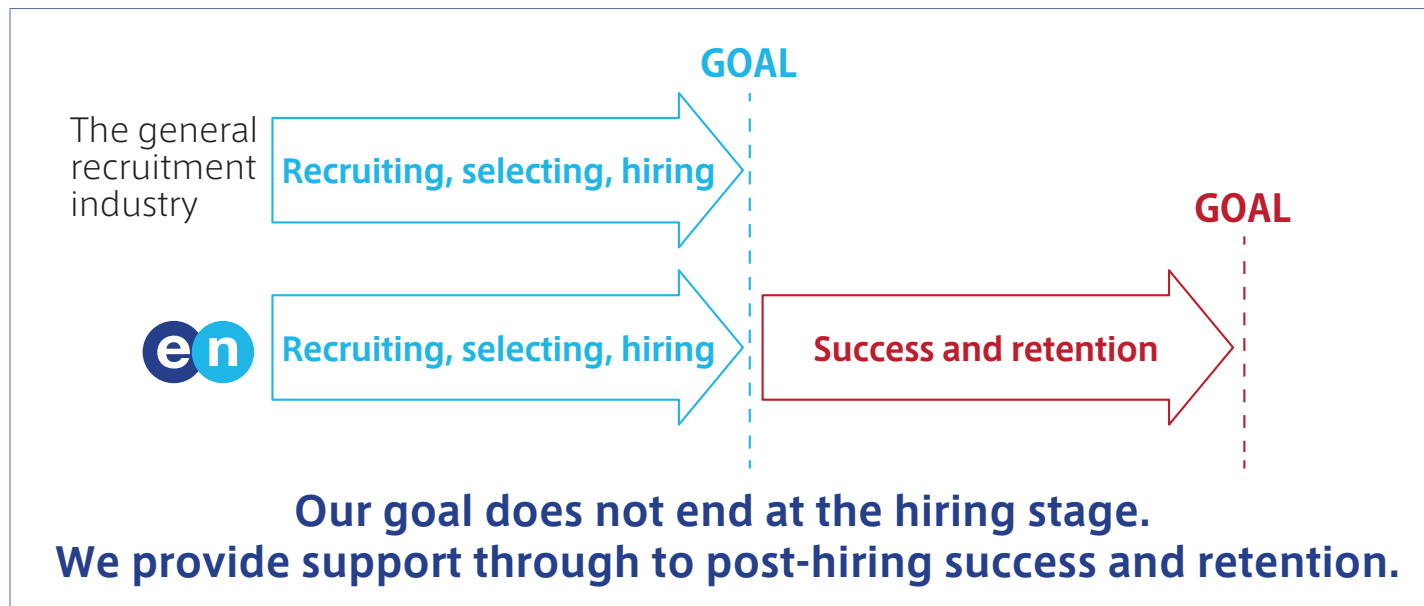 GOAL
The general
recruitment
industry
Recruiting, selecting, hiring
GOAL
en
Recruiting, selecting, hiring
Success and retention
Our goal does not end at the hiring stage.
We provide support through to post-hiring success and retention.